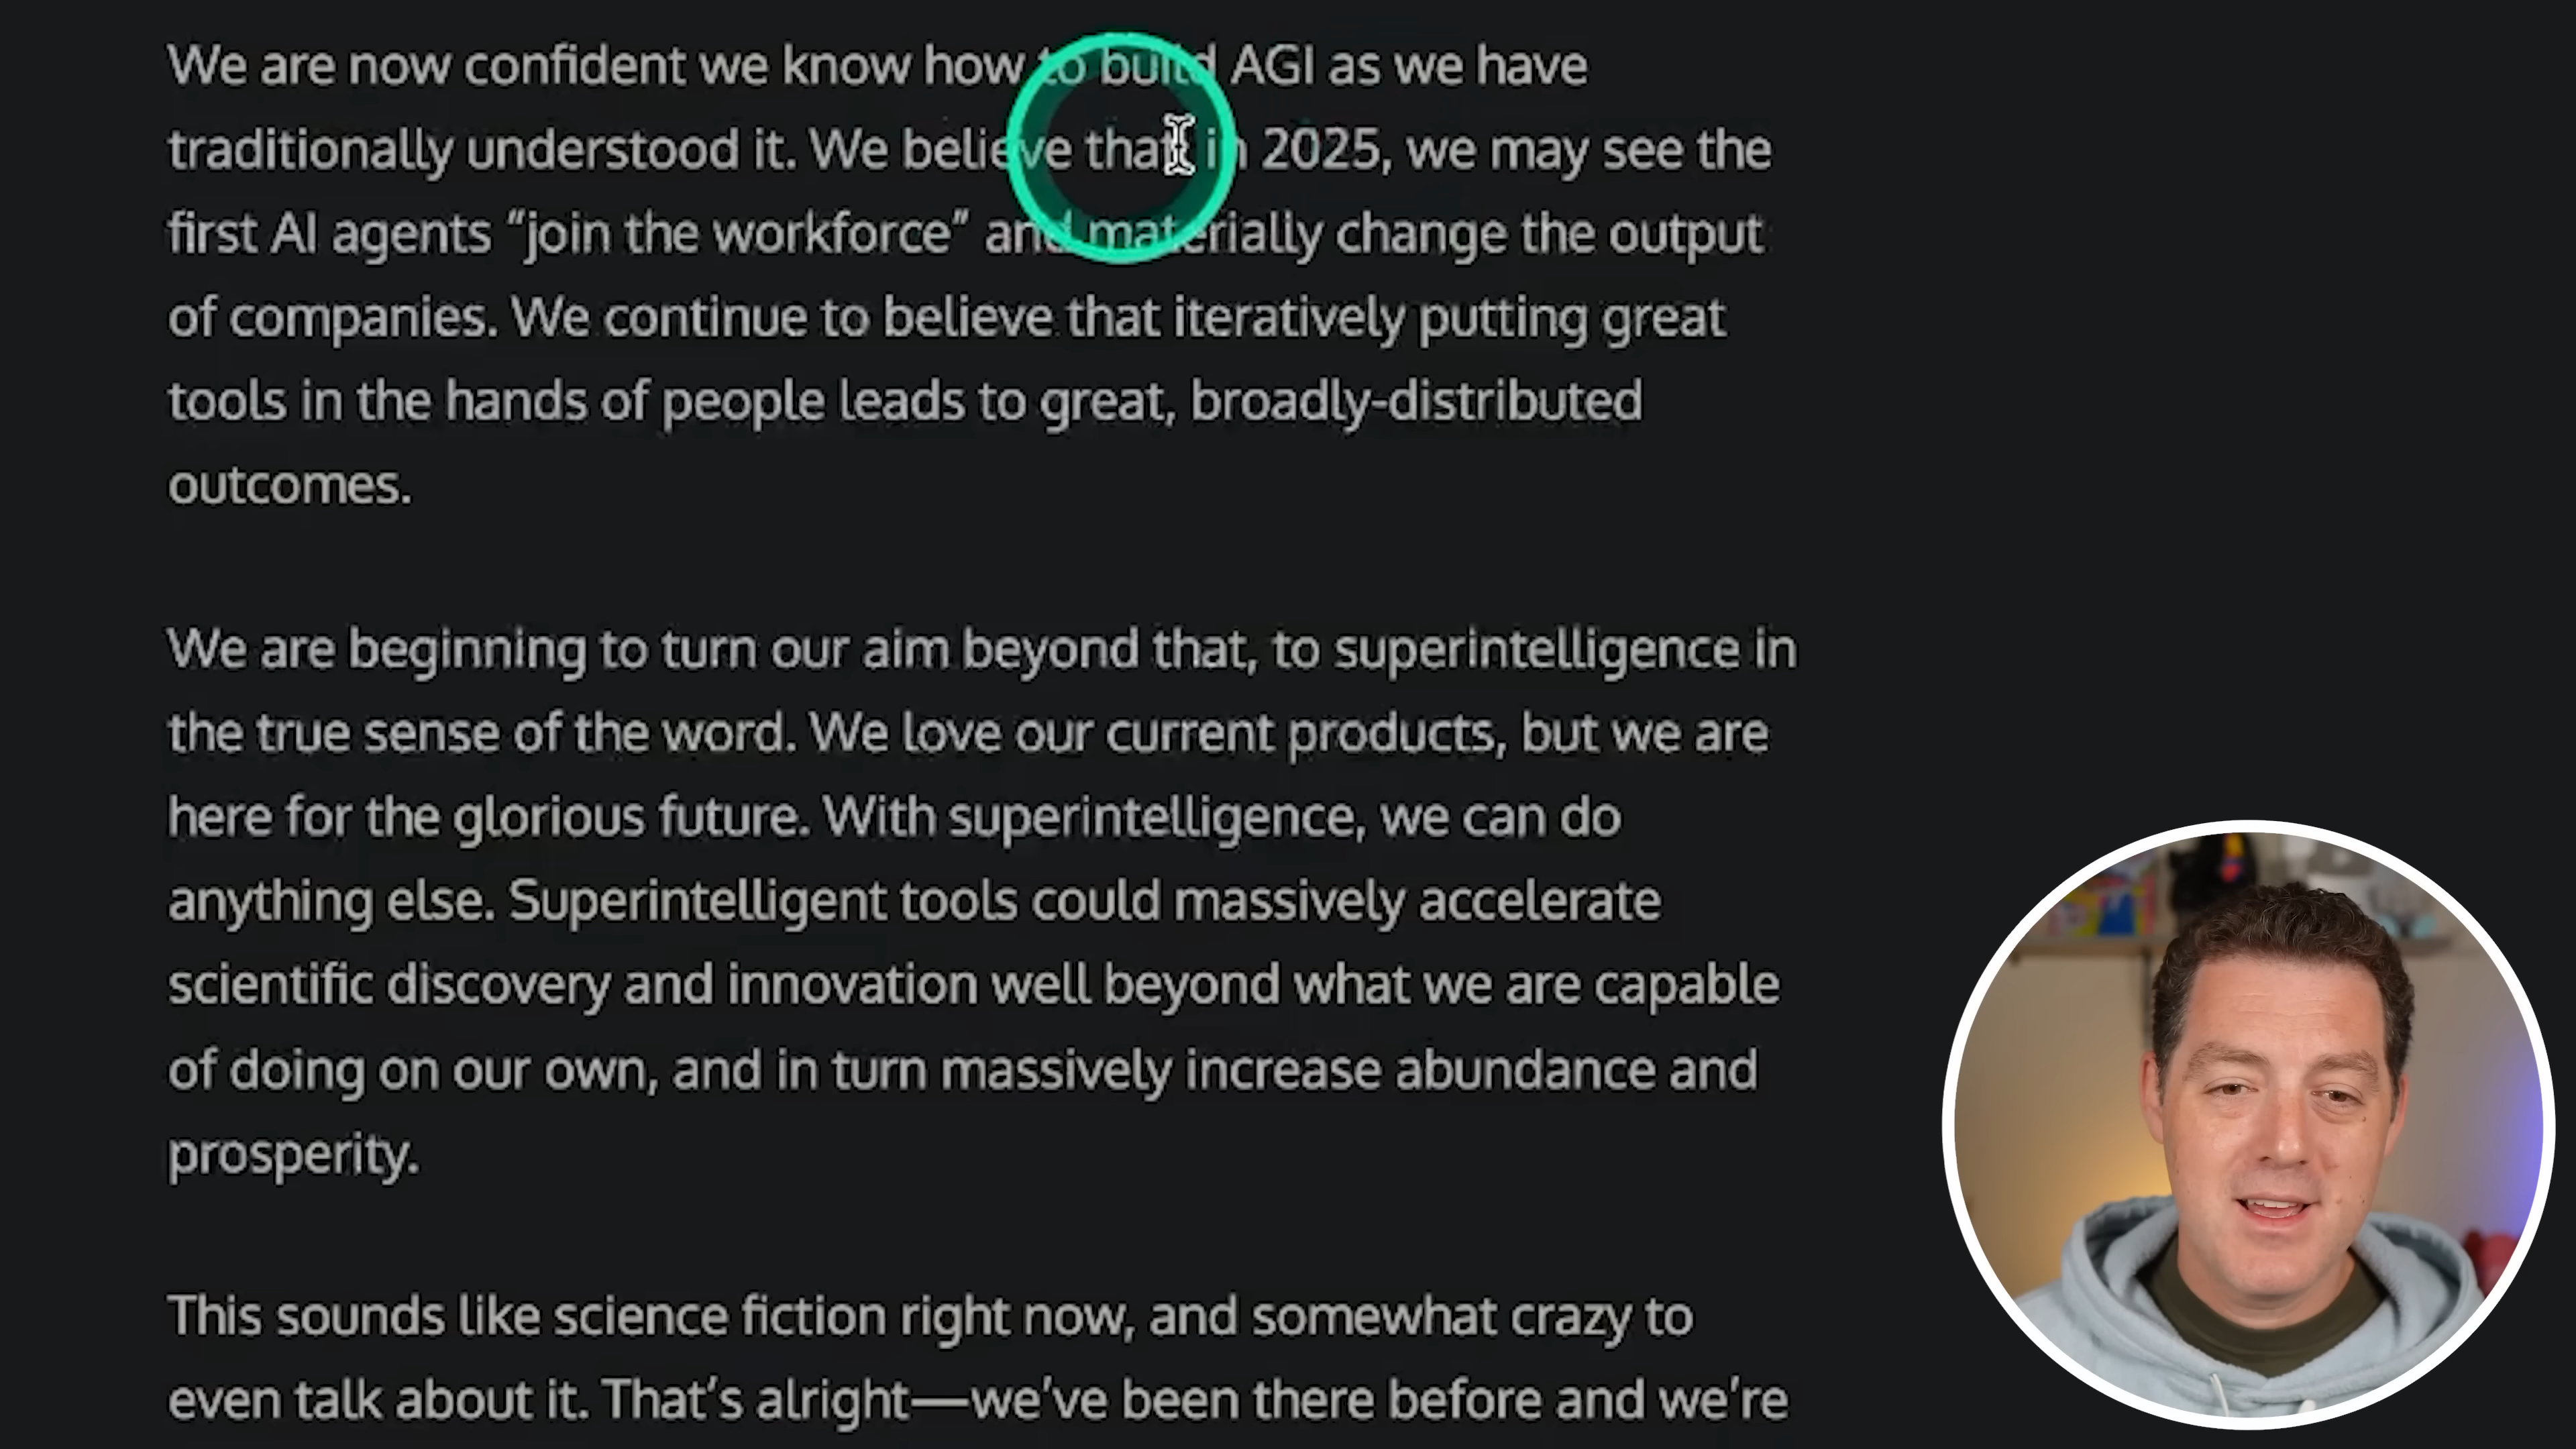 We are now confident we know how to build AGI as we have
traditionally understood it. We believe that, in 2025, we may see the
first AI agents “join the workforce” and materially change the output
of companies. We continue to believe that iteratively putting great
tools in the hands of people leads to great, broadly-distributed
outcomes.
We are beginning to turn our aim beyond that, to superintelligence in
the true sense of the word. We love our current products, but we are
here for the glorious future. With superintelligence, we can do
anything else. Superintelligent tools could massively accelerate
scientific discovery and innovation well beyond what we are capable
of doing on our own, and in turn massively increase abundance and
prosperity.
This sounds like science fiction right now, and somewhat crazy to
even talk about it. That’s alright—we’ve been there before and we’re